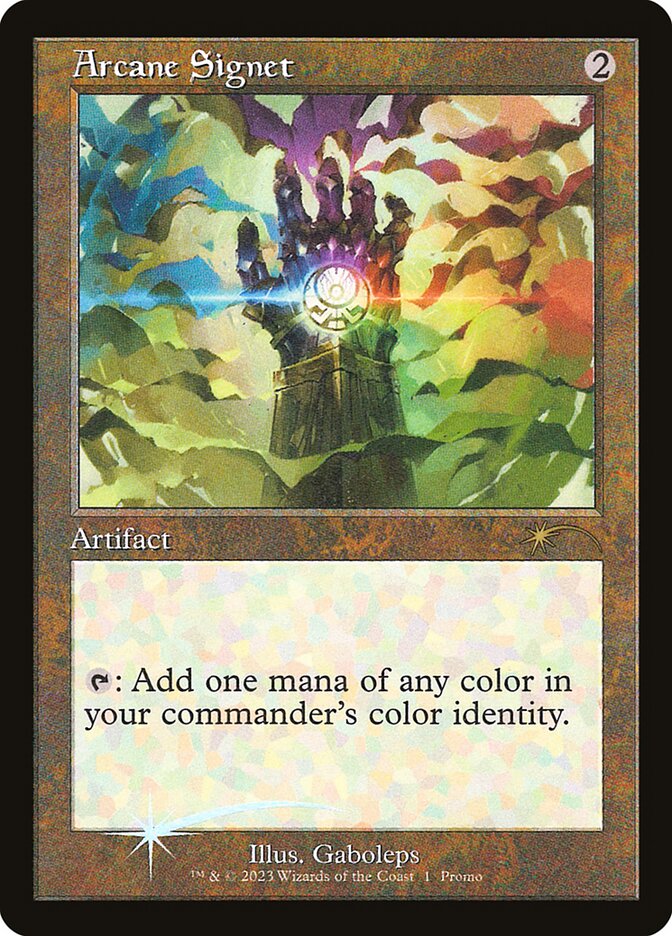 Arcane Signet 2
Artifact
: Add one mana of any color in
your commander's color identity.
Illus. Gaboleps
™ & © 2023 Wizards of the Coast 1 Promo